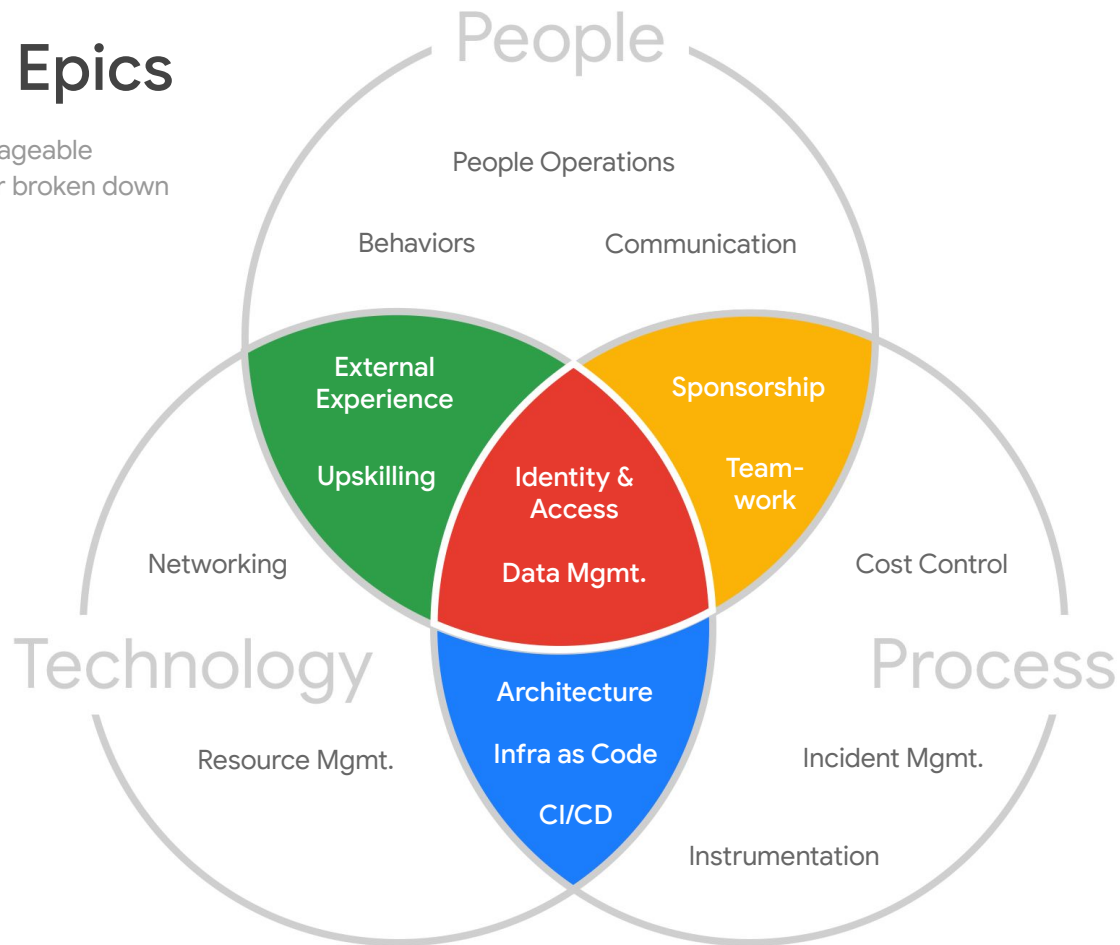 People
Epics
ageable
r broken down
People Operations
Behaviors
Communication
External
Experience
Sponsorship
Upskilling
Team-
work
Identity &
Access
Data Mgmt.
Networking
Cost Control
Technology
Process
Architecture
Infra as Code
CI/CD
Resource Mgmt.
Incident Mgmt.
Instrumentation